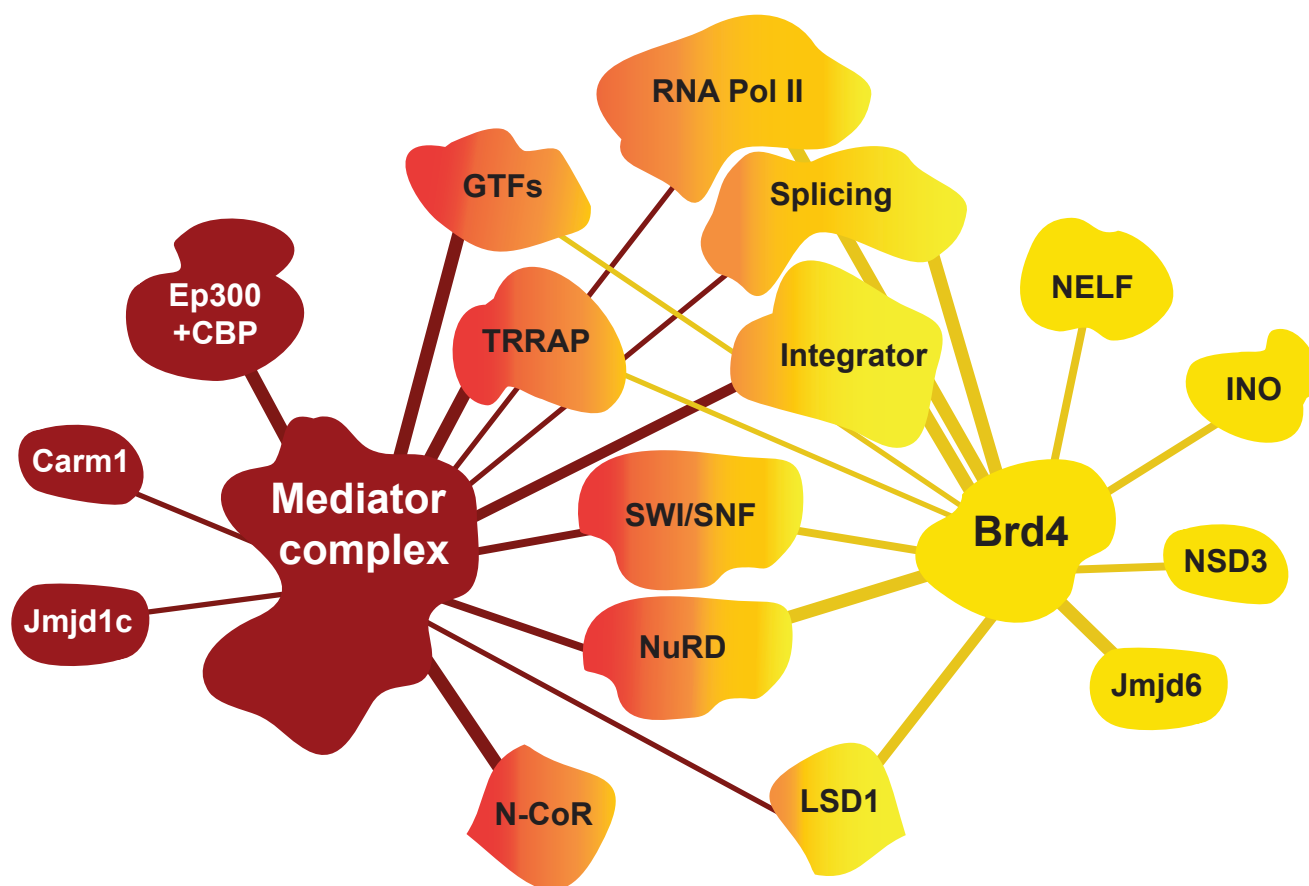 RNA Pol II
GTFs
Splicing
Ep300
+CBP
NELF
TRRAP
Integrator
INO
Carm1
Mediator
complex
SWI/SNF
Brd4
NSD3
Jmjd1c
NuRD
Jmjd6
N-CoR
LSD1